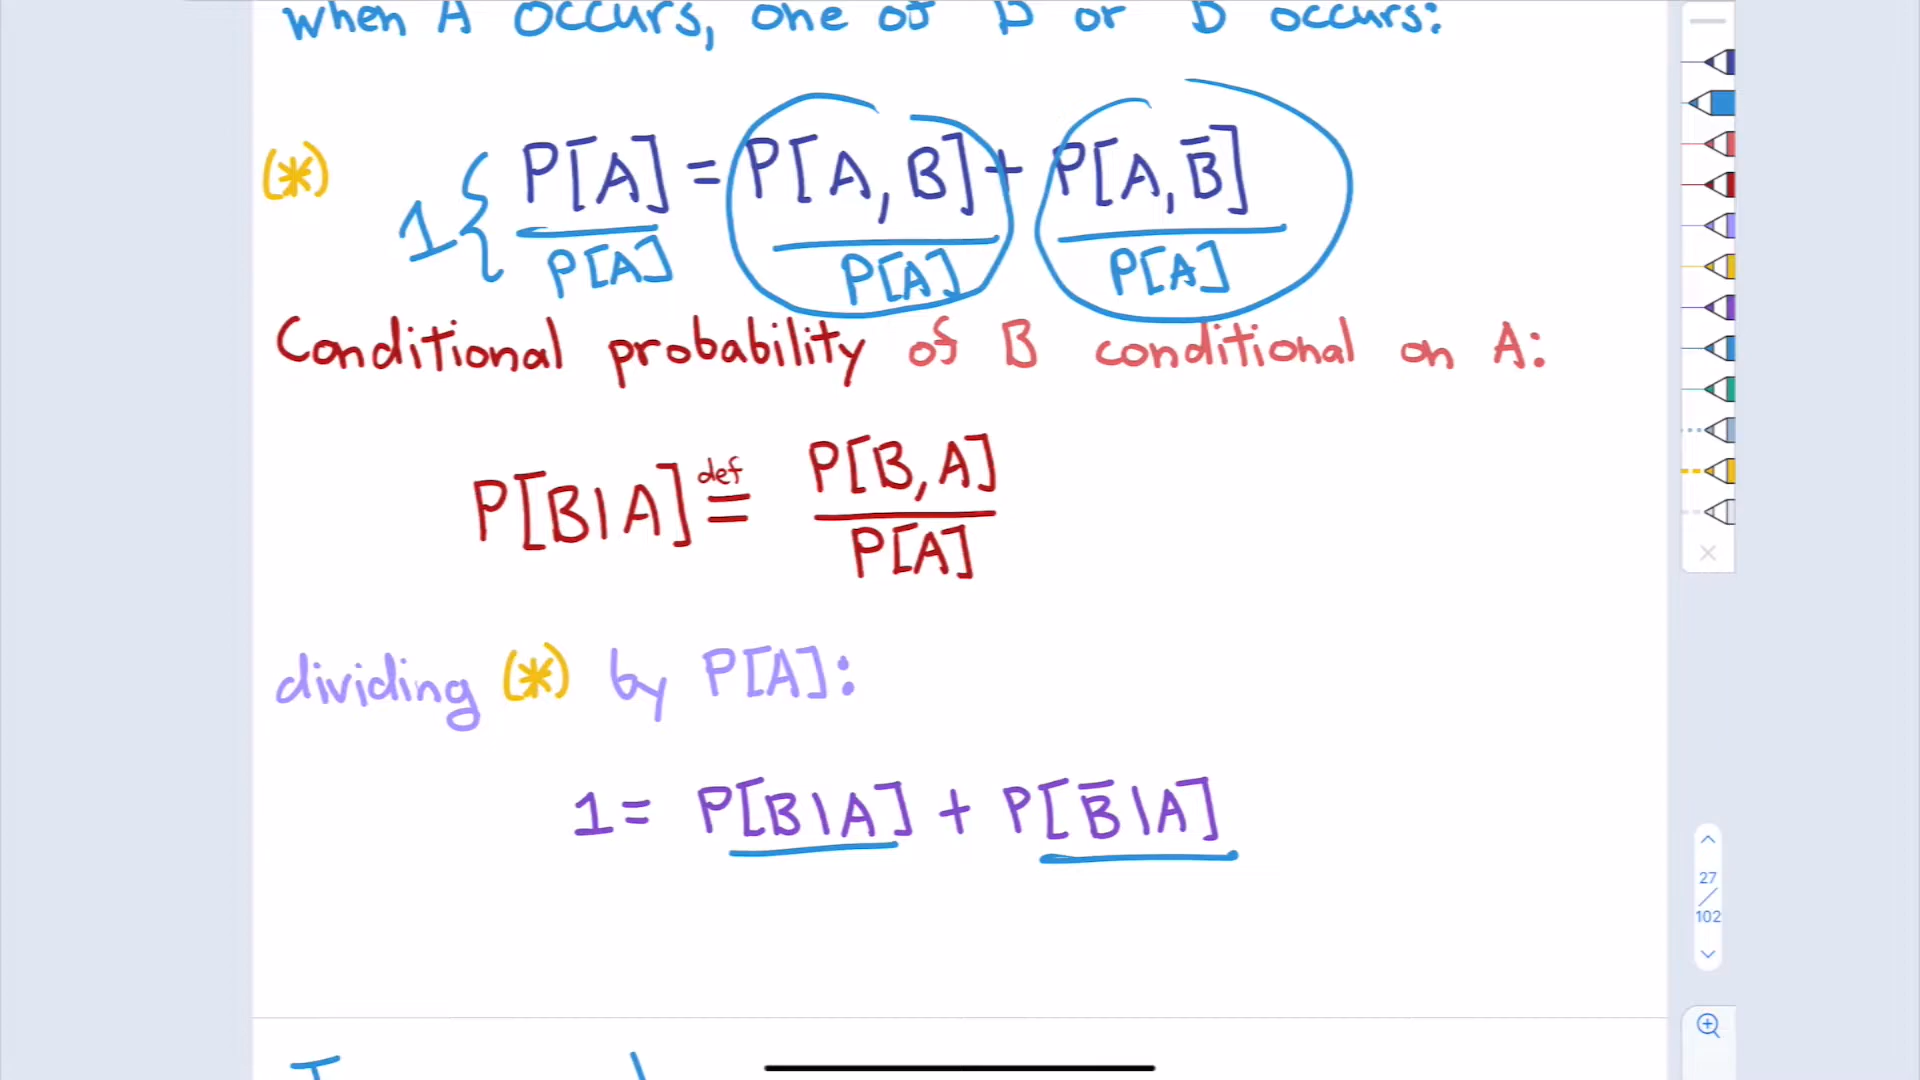 when A occurs, one of B or B̅ occurs:
(*) 1{ P[A] = P[A, B] + P[A, B̅]
P[A] P[A] P[A]
Conditional probability of B conditional on A:
P[B|A] def= P[B, A]
P[A]
dividing (*) by P[A]:
1 = P[B|A] + P[B̅|A]
27
/
102